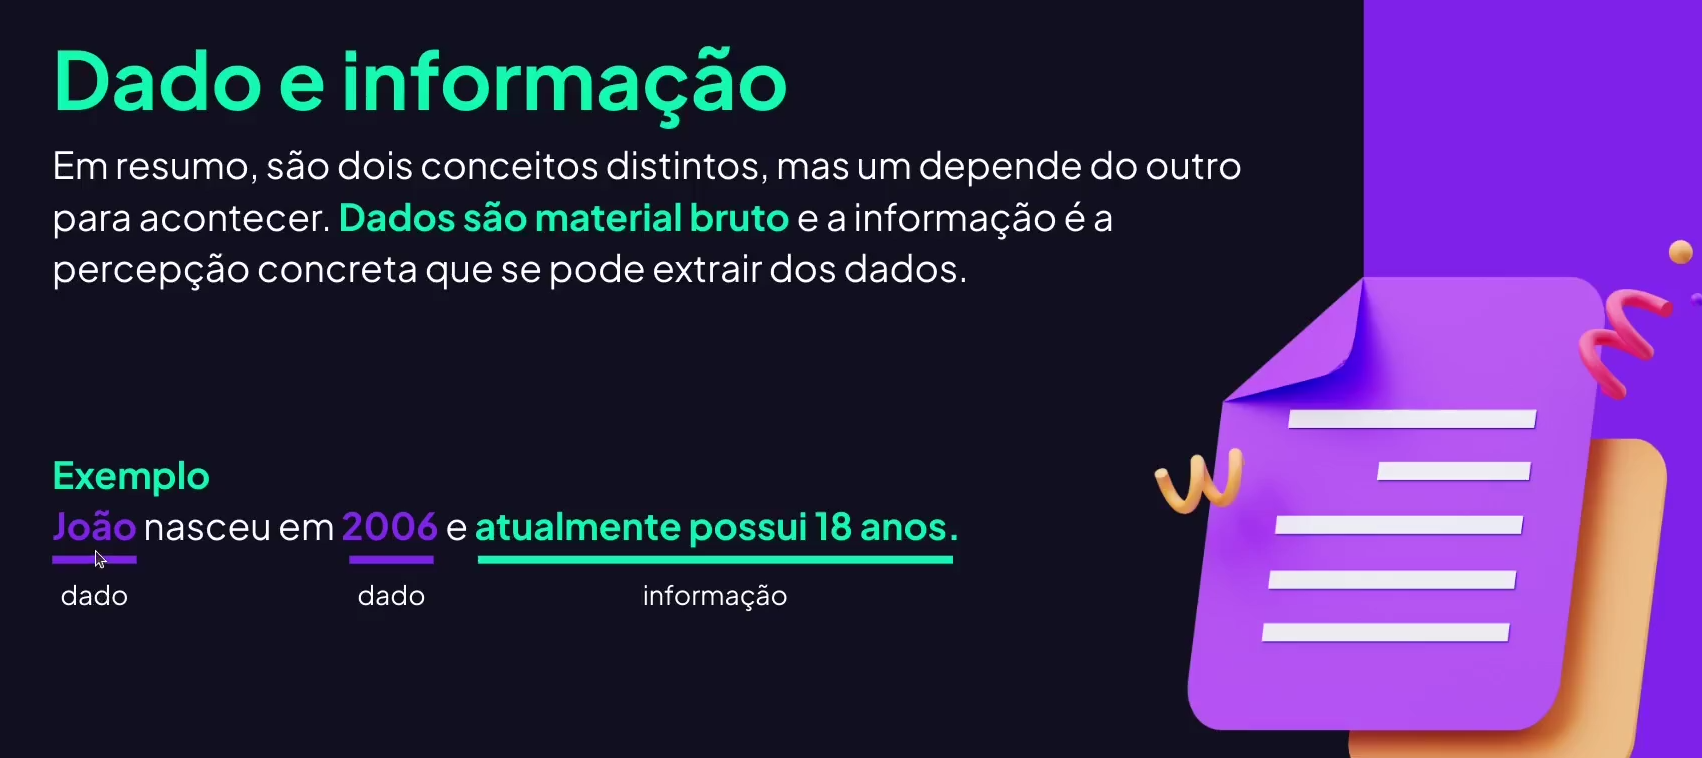 Dado e informação
Em resumo, são dois conceitos distintos, mas um depende do outro
para acontecer. Dados são material bruto e a informação é a
percepção concreta que se pode extrair dos dados.
Exemplo
João nasceu em 2006 e atualmente possui 18 anos.
dado dado informação